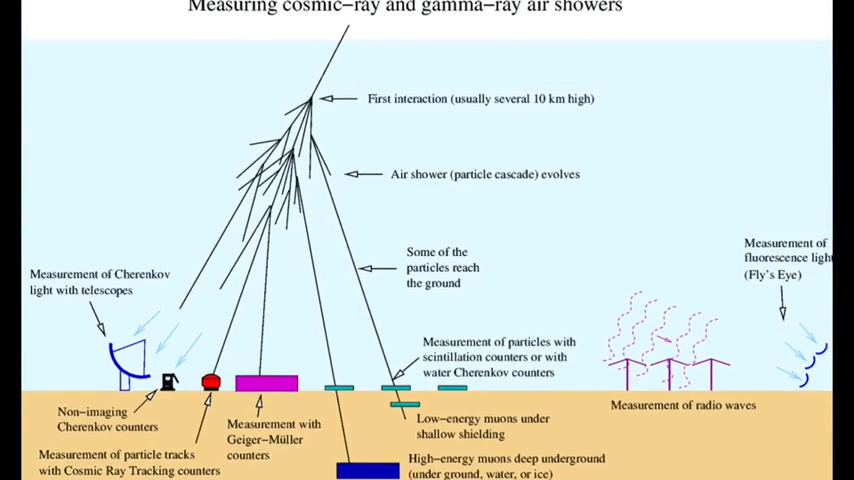 Measuring cosmic−ray and gamma−ray air showers
First interaction (usually several 10 km high)
Air shower (particle cascade) evolves
Some of the
particles reach
the ground
Measurement of
fluorescence light
(Fly's Eye)
Measurement of Cherenkov
light with telescopes
Measurement of particles with
scintillation counters or with
water Cherenkov counters
Measurement of radio waves
Non−imaging
Cherenkov counters
Low−energy muons under
shallow shielding
Measurement with
Geiger−Müller
counters
Measurement of particle tracks
with Cosmic Ray Tracking counters
High−energy muons deep underground
(under ground, water, or ice)